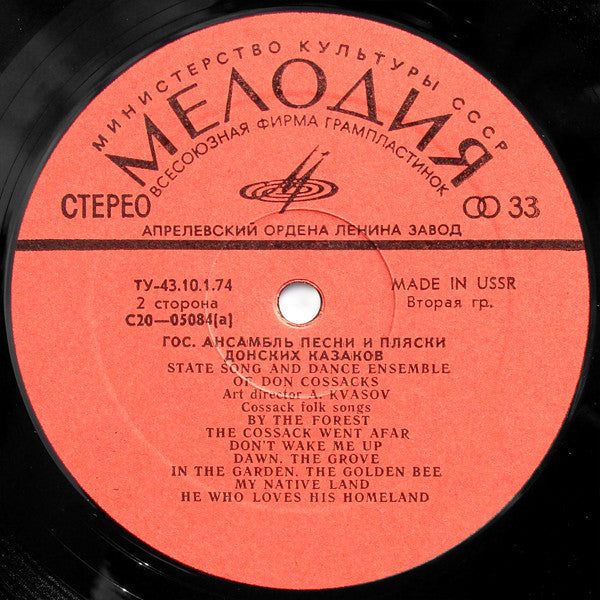 МИНИСТЕРСТВО КУЛЬТУРЫ СССР
МЕЛОДИЯ
ВСЕСОЮЗНАЯ ФИРМА ГРАМПЛАСТИНОК
СТЕРЕО
33
АПРЕЛЕВСКИЙ ОРДЕНА ЛЕНИНА ЗАВОД
ТУ-43.10.1.74
MADE IN USSR
2 сторона
Вторая гр.
С20—05084(a)
ГОС. АНСАМБЛЬ ПЕСНИ И ПЛЯСКИ
ДОНСКИХ КАЗАКОВ
STATE SONG AND DANCE ENSEMBLE
OF DON COSSACKS
Art director A. KVASOV
Cossack folk songs
BY THE FOREST
THE COSSACK WENT AFAR
DON'T WAKE ME UP
DAWN. THE GROVE
IN THE GARDEN. THE GOLDEN BEE
MY NATIVE LAND
HE WHO LOVES HIS HOMELAND